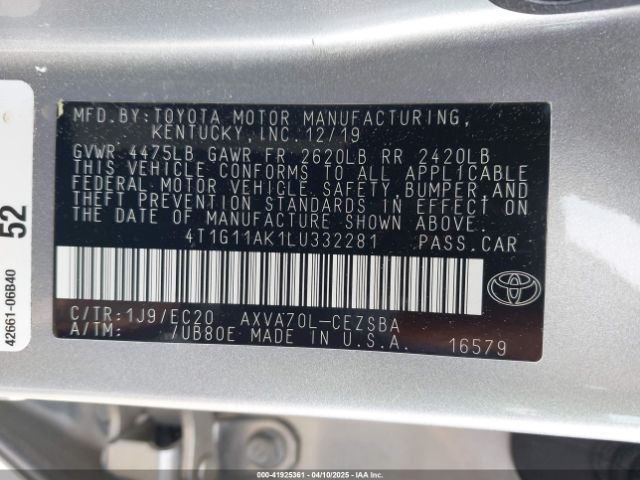 MFD.BY:TOYOTA MOTOR MANUFACTURING,
KENTUCKY,INC.12/19
GVWR 4475LB GAWR FR 2620LB RR 2420LB
THIS VEHICLE CONFORMS TO ALL APPLICABLE
FEDERAL MOTOR VEHICLE SAFETY,BUMPER AND
THEFT PREVENTION STANDARDS IN EFFECT ON
THE DATE OF MANUFACTURE SHOWN ABOVE.
4T1G11AK1LU332281 PASS.CAR
C/TR:1J9/EC20 AXVA70L-CEZSBA
A/TM: /UB80E MADE IN U.S.A. 16579
52
42661-06B40
000-41925361 - 04/10/2025 - IAAI, Inc.